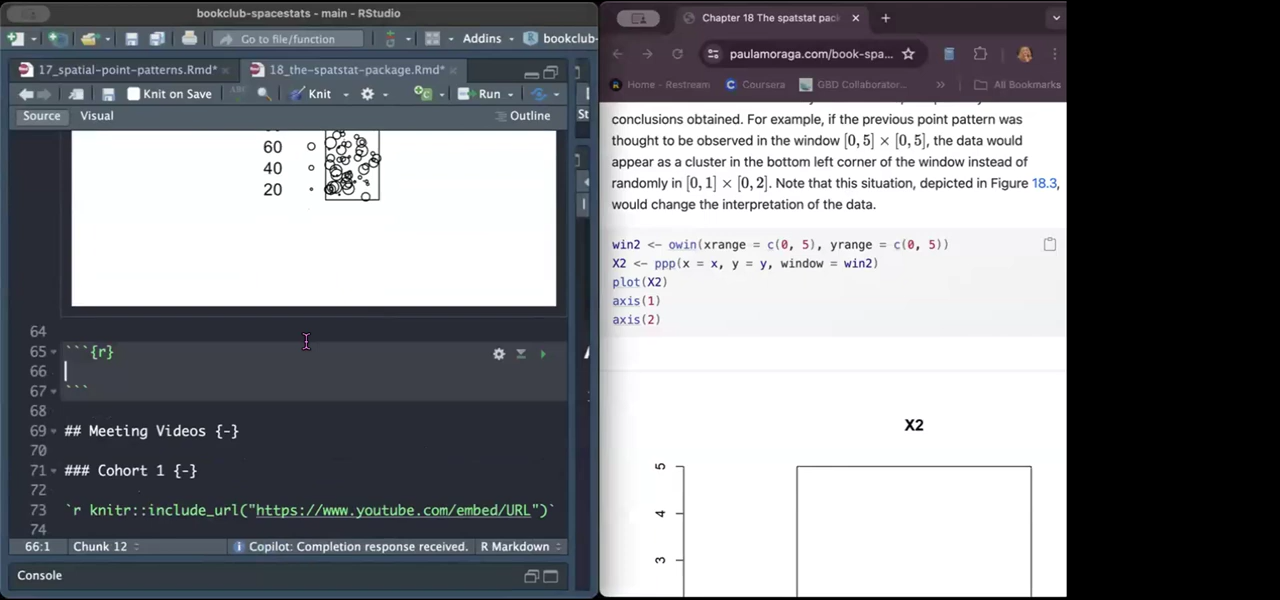 bookclub-spacestats - main - RStudio
Go to file/function
Addins
bookclub-
17_spatial-point-patterns.Rmd*
18_the-spatstat-package.Rmd*
Knit on Save
Knit
Run
Source
Visual
Outline
60
40
20
64
65 ```{r}
66
67 ```
68
69 ## Meeting Videos {-}
70
71 ### Cohort 1 {-}
72
73 `r knitr::include_url("https://www.youtube.com/embed/URL")`
74
66:1
Chunk 12
Copilot: Completion response received.
R Markdown
Console
Chapter 18 The spatstat pac
paulamoraga.com/book-spa...
Home - Restream
Coursera
GBD Collaborator...
All Bookmarks
conclusions obtained. For example, if the previous point pattern was
thought to be observed in the window [0, 5] × [0, 5], the data would
appear as a cluster in the bottom left corner of the window instead of
randomly in [0, 1] × [0, 2]. Note that this situation, depicted in Figure 18.3,
would change the interpretation of the data.
win2 <- owin(xrange = c(0, 5), yrange = c(0, 5))
X2 <- ppp(x = x, y = y, window = win2)
plot(X2)
axis(1)
axis(2)
X2
5
4
3